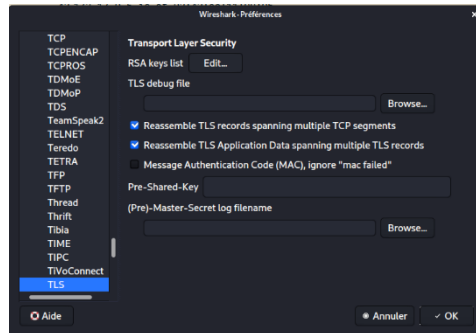 Wireshark · Préférences
TCP
TCPENCAP
TCPROS
TDMoE
TDMoP
TDS
TeamSpeak2
TELNET
Teredo
TETRA
TFP
TFTP
Thread
Thrift
Tibia
TIME
TIPC
TiVoConnect
TLS
Transport Layer Security
RSA keys list Edit...
TLS debug file
Browse...
Reassemble TLS records spanning multiple TCP segments
Reassemble TLS Application Data spanning multiple TLS records
Message Authentication Code (MAC), ignore "mac failed"
Pre-Shared-Key
(Pre)-Master-Secret log filename
Browse...
Aide
Annuler
OK